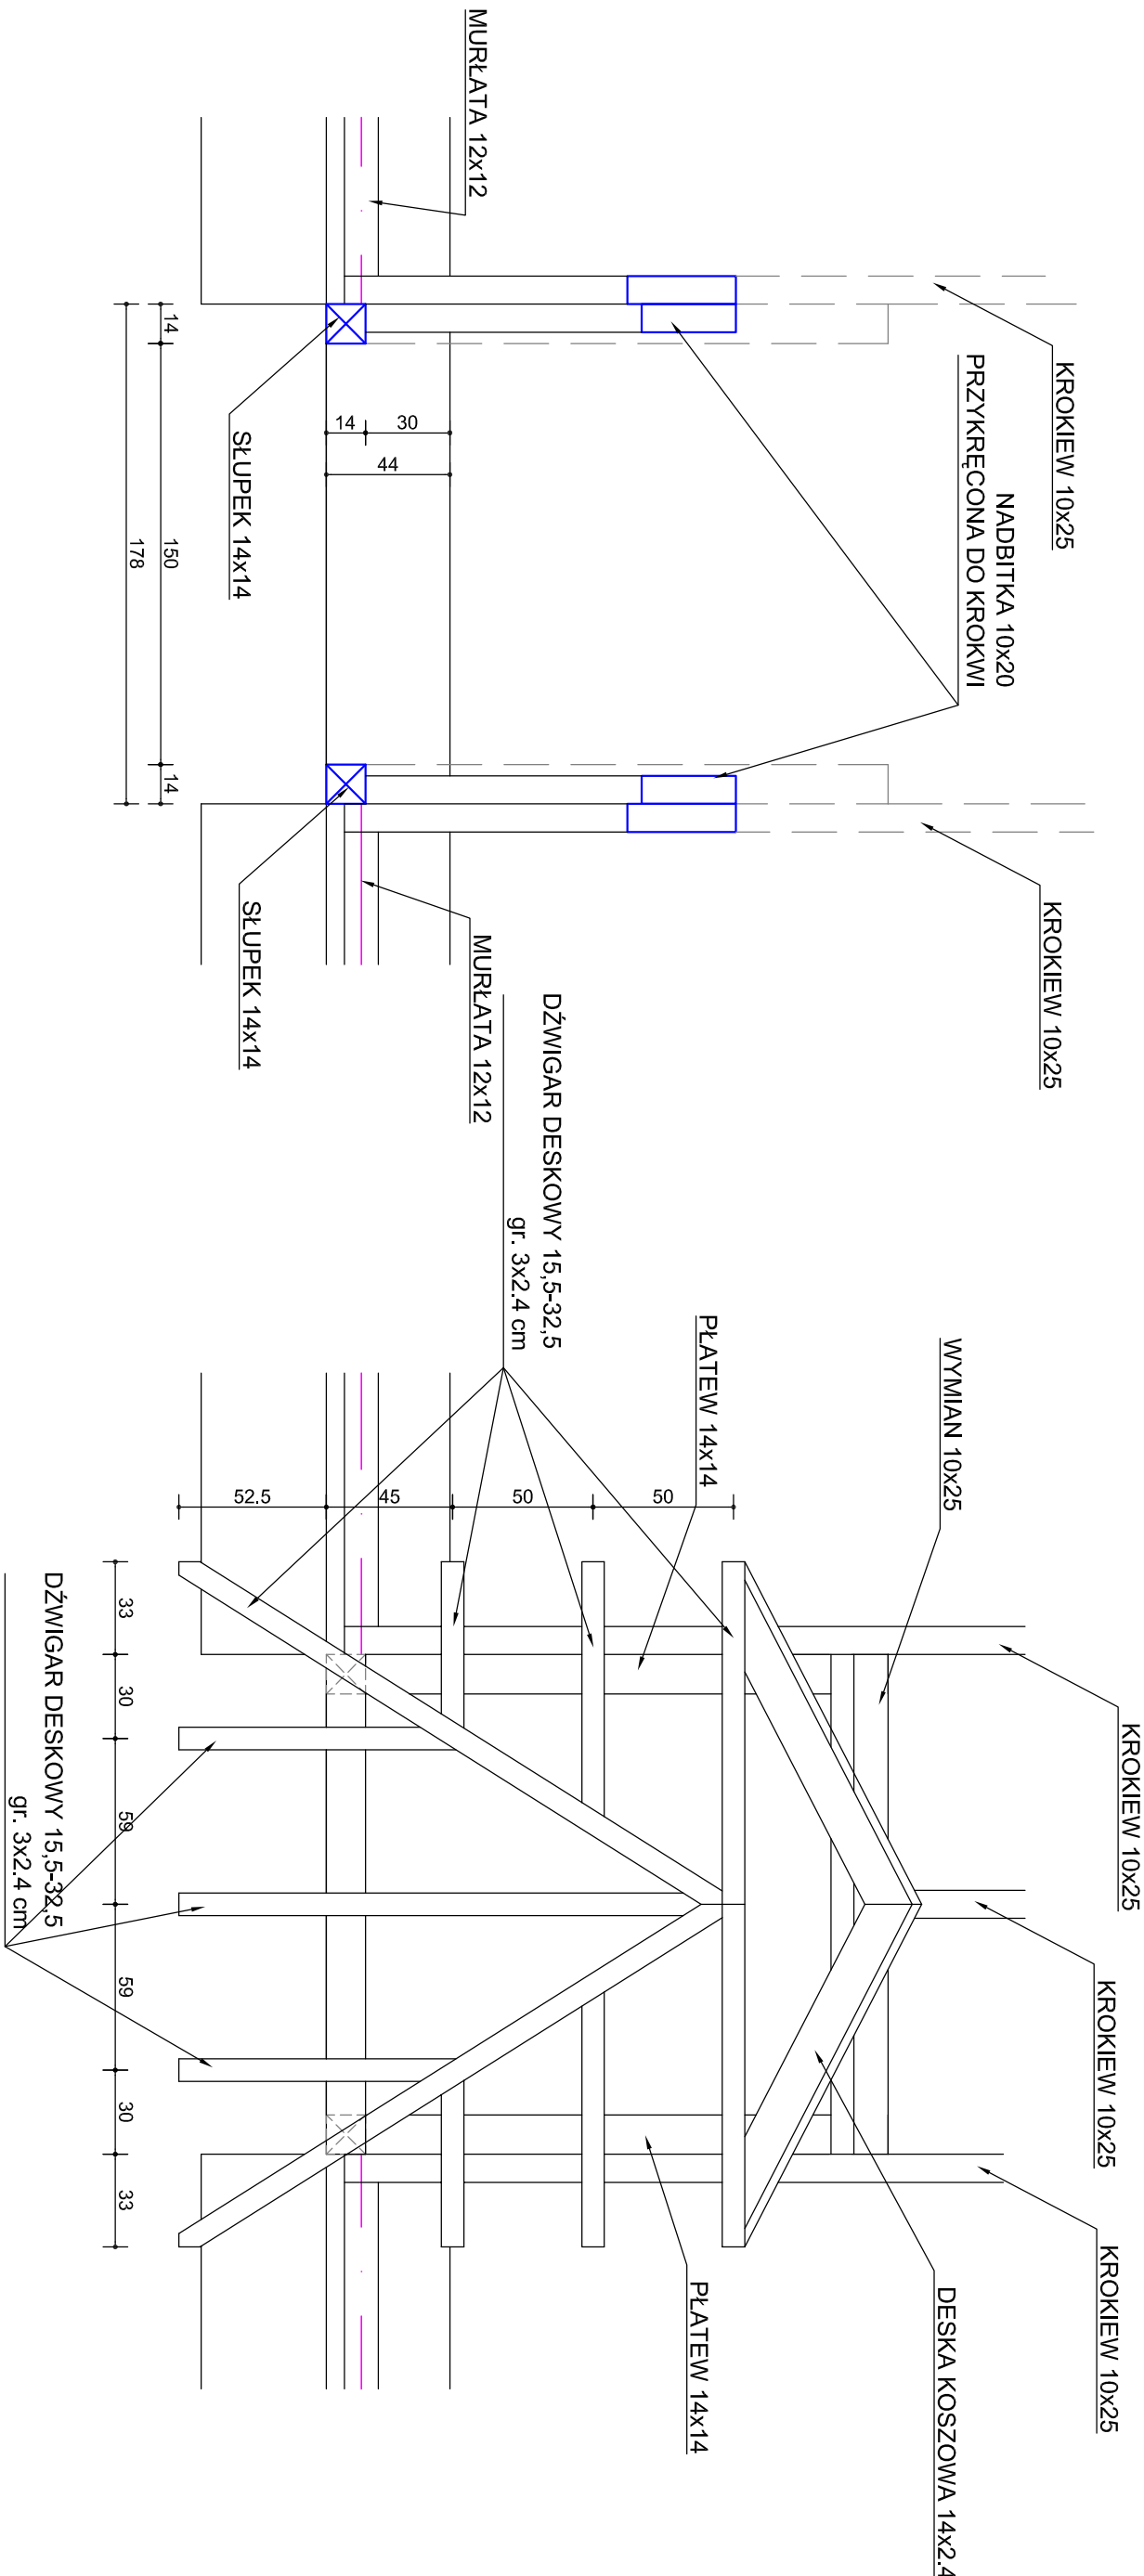 MURŁATA 12x12
KROKIEW 10x25
NADBITKA 10x20
PRZYKRĘCONA DO KROKWI
14
30
44
SŁUPEK 14x14
14
150
14
178
KROKIEW 10x25
MURŁATA 12x12
SŁUPEK 14x14
DŹWIGAR DESKOWY 15,5-32,5
gr. 3x2.4 cm
PŁATEW 14x14
WYMIAN 10x25
50
50
45
52.5
KROKIEW 10x25
KROKIEW 10x25
KROKIEW 10x25
DESKA KOSZOWA 14x2.4
PŁATEW 14x14
33
30
59
59
30
33
DŹWIGAR DESKOWY 15,5-32,5
gr. 3x2.4 cm